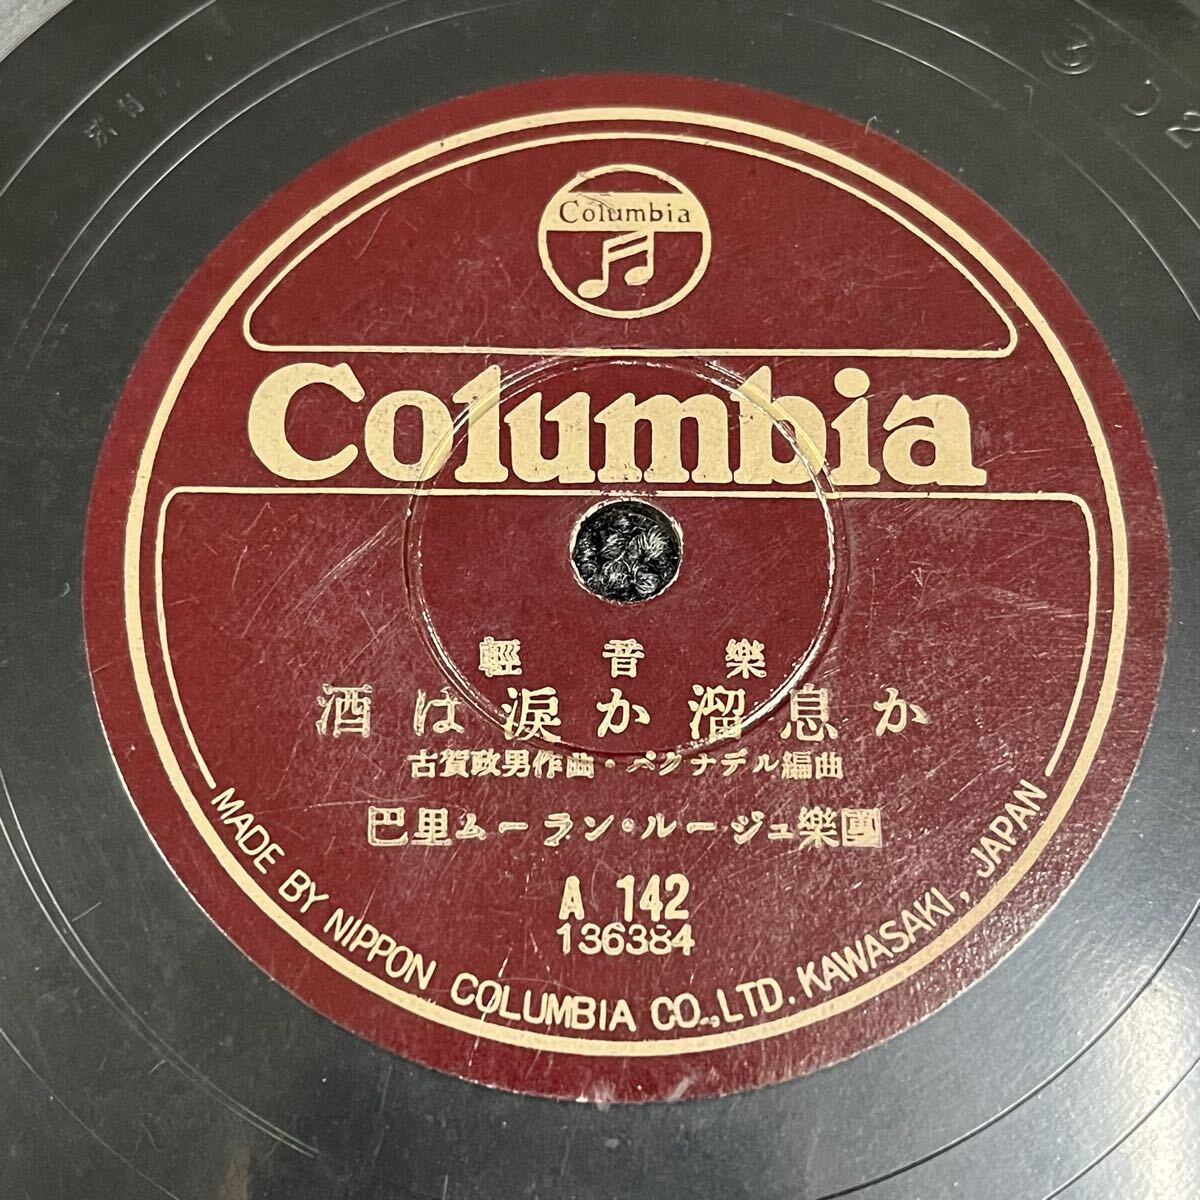 Columbia
Columbia
輕音樂
酒は淚か溜息か
古賀政男作曲・パクナデル編曲
巴里ムーラン・ルージュ樂團
A 142
136384
MADE BY NIPPON COLUMBIA CO., LTD. KAWASAKI, JAPAN